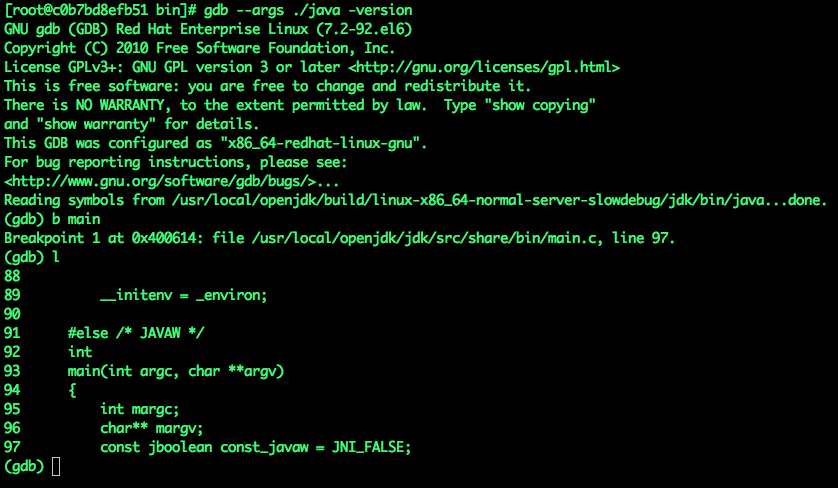 [root@c0b7bd8efb51 bin]# gdb --args ./java -version
GNU gdb (GDB) Red Hat Enterprise Linux (7.2-92.el6)
Copyright (C) 2010 Free Software Foundation, Inc.
License GPLv3+: GNU GPL version 3 or later <http://gnu.org/licenses/gpl.html>
This is free software: you are free to change and redistribute it.
There is NO WARRANTY, to the extent permitted by law.  Type "show copying"
and "show warranty" for details.
This GDB was configured as "x86_64-redhat-linux-gnu".
For bug reporting instructions, please see:
<http://www.gnu.org/software/gdb/bugs/>...
Reading symbols from /usr/local/openjdk/build/linux-x86_64-normal-server-slowdebug/jdk/bin/java...done.
(gdb) b main
Breakpoint 1 at 0x400614: file /usr/local/openjdk/jdk/src/share/bin/main.c, line 97.
(gdb) l
88
89          __initenv = _environ;
90
91      #else /* JAVAW */
92      int
93      main(int argc, char **argv)
94      {
95          int margc;
96          char** margv;
97          const jboolean const_javaw = JNI_FALSE;
(gdb)